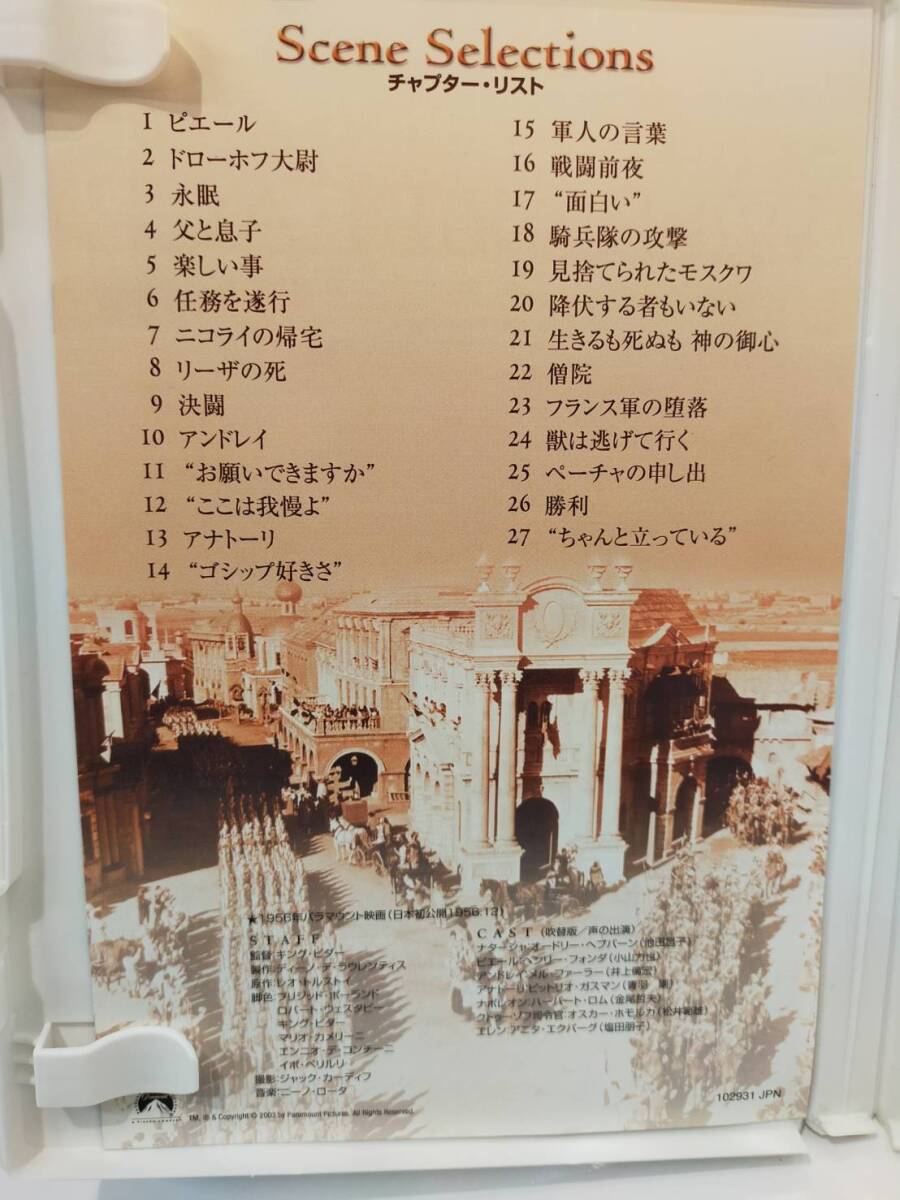 Scene Selections
チャプター・リスト
1 ピエール
2 ドローホフ大尉
3 永眠
4 父と息子
5 楽しい事
6 任務を遂行
7 ニコライの帰宅
8 リーザの死
9 決闘
10 アンドレイ
11 “お願いできますか”
12 “ここは我慢よ”
13 アナトーリ
14 “ゴシップ好きさ”
15 軍人の言葉
16 戦闘前夜
17 “面白い”
18 騎兵隊の攻撃
19 見捨てられたモスクワ
20 降伏する者もいない
21 生きるも死ぬも 神の御心
22 僧院
23 フランス軍の堕落
24 獣は逃げて行く
25 ペーチャの申し出
26 勝利
27 “ちゃんと立っている”
★1956年パラマウント映画(日本初公開1956.12)
STAFF
監督:キング・ビダー
製作:ディーノ・デ・ラウレンティス
原作:レオ・トルストイ
脚色:ブリジッド・ボーランド
ロバート・ウェスタビー
キング・ビダー
マリオ・カメリーニ
エンニオ・デ・コンチーニ
イボ・ペリルリ
撮影:ジャック・カーディフ
音楽:ニーノ・ロータ
CAST(吹替版/声の出演)
ナターシャ:オードリー・ヘプバーン(池田昌子)
ピエール:ヘンリー・フォンダ(小山力也)
アンドレイ:メル・ファーラー(井上倫宏)
アナトーリ:ビットリオ・ガスマン
ナポレオン:ハーバート・ロム(金尾哲夫)
クトゥーゾフ司令官:オスカー・ホモルカ(松井範雄)
エレン:アニタ・エクバーグ(塩田朋子)
TM, ® & Copyright © 2003 by Paramount Pictures. All Rights Reserved.
102931 JPN